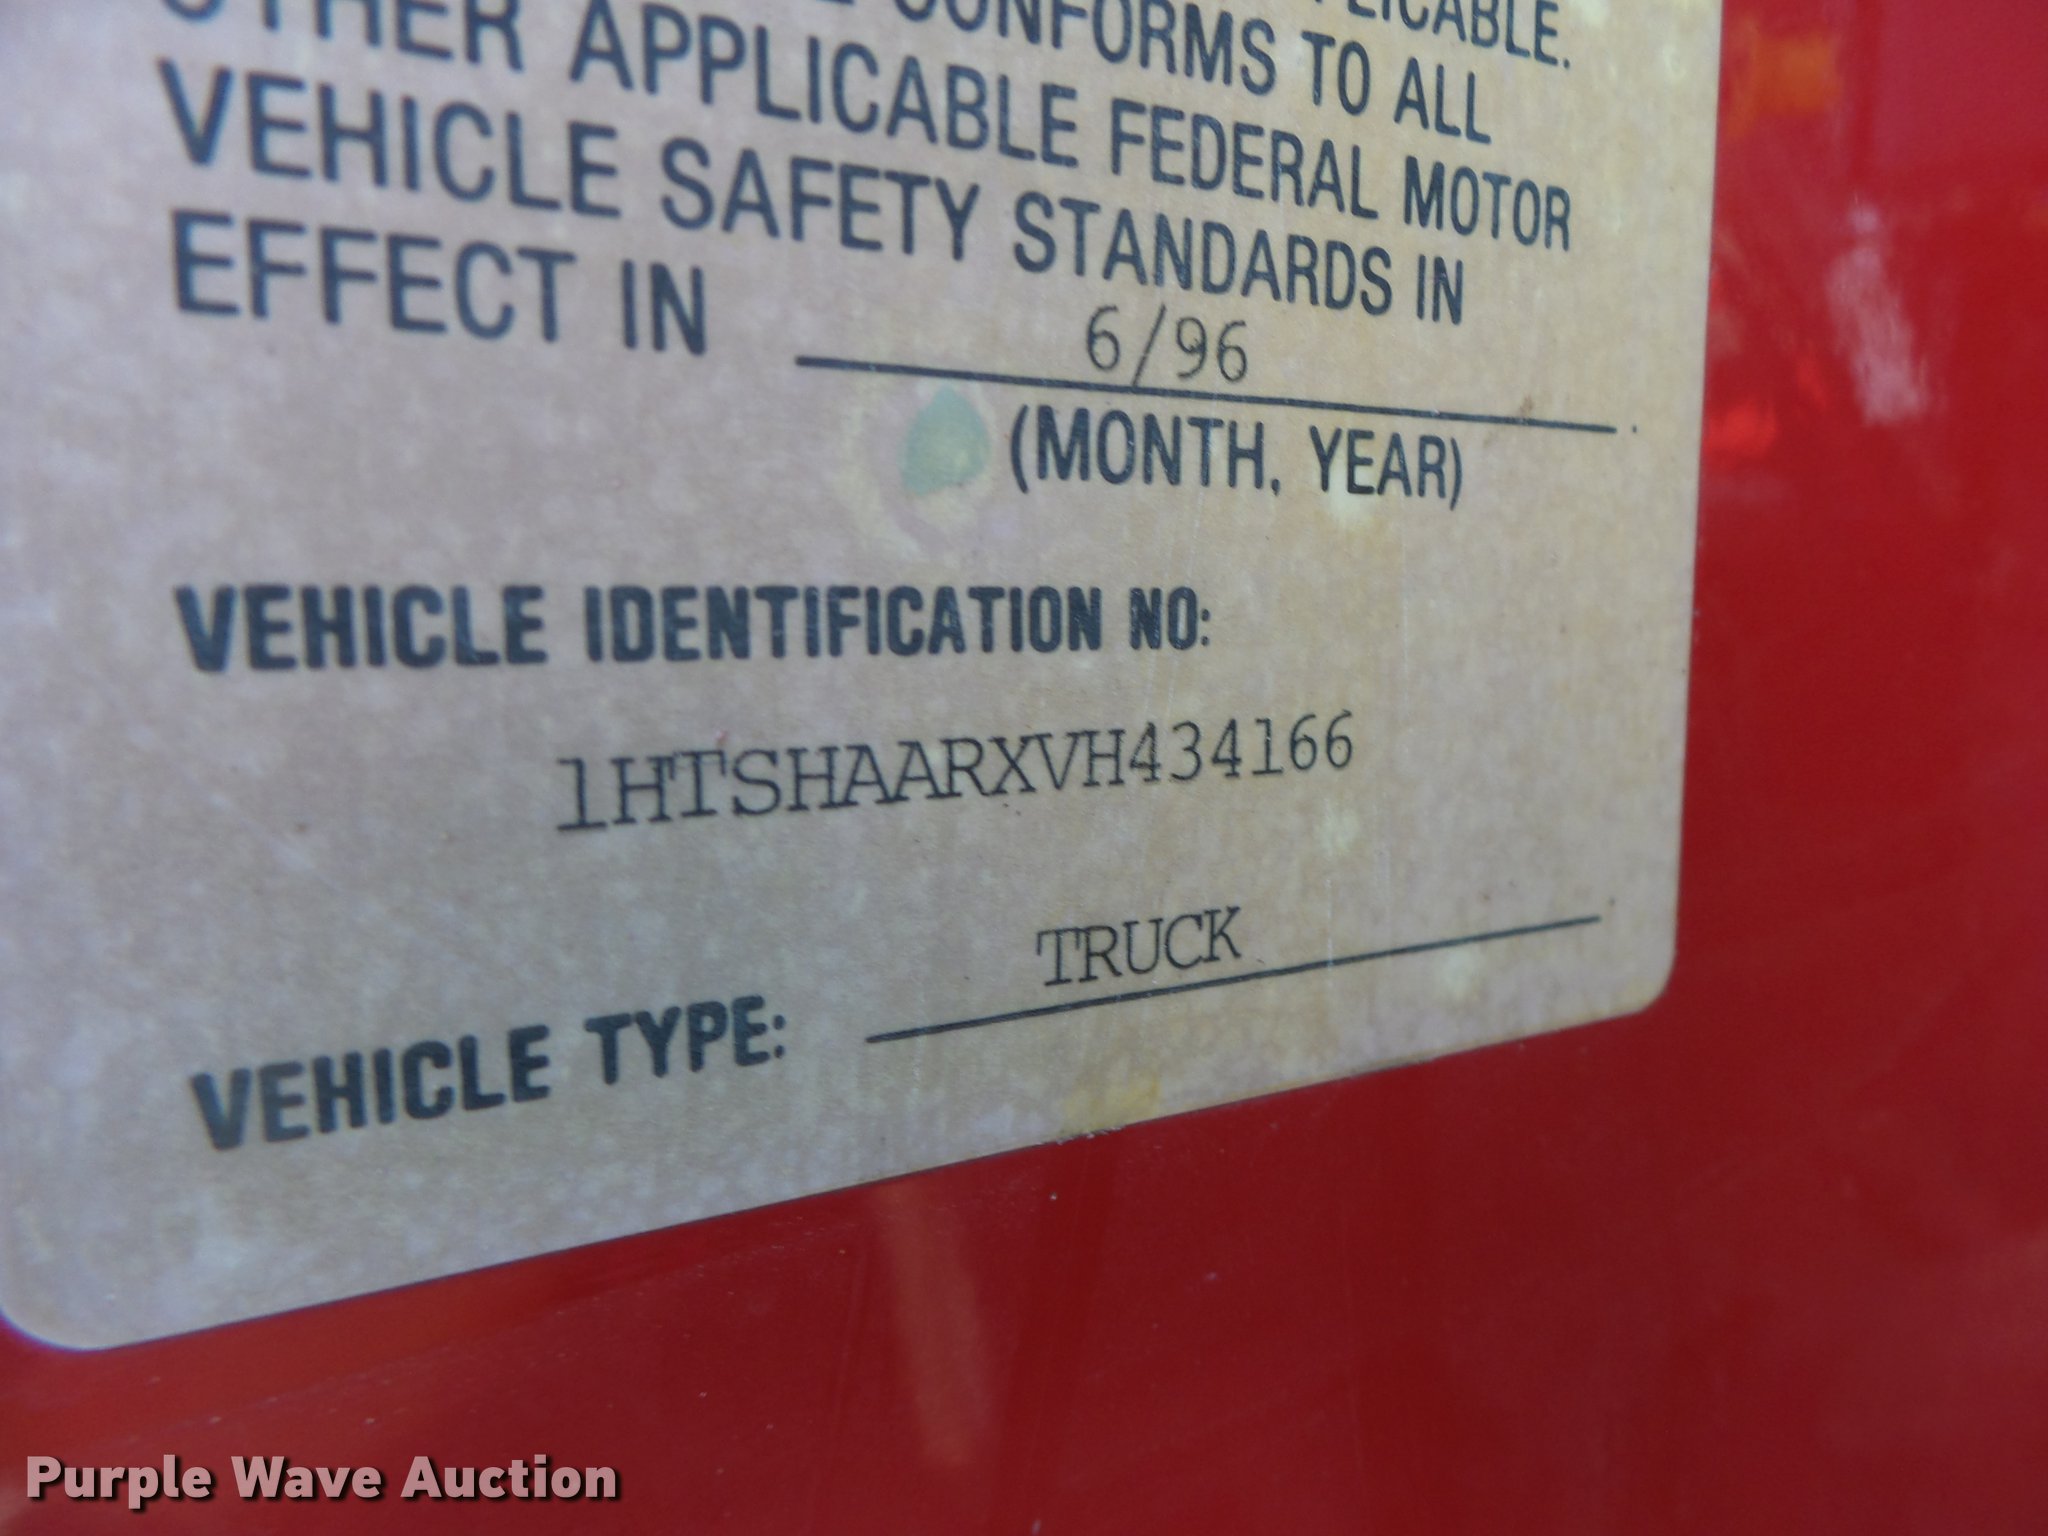 CONFORMS TO ALL
OTHER APPLICABLE FEDERAL MOTOR
VEHICLE SAFETY STANDARDS IN
EFFECT IN 6/96.
(MONTH, YEAR)
VEHICLE IDENTIFICATION NO:
1HTSHAARXVH434166
VEHICLE TYPE: TRUCK
Purple Wave Auction